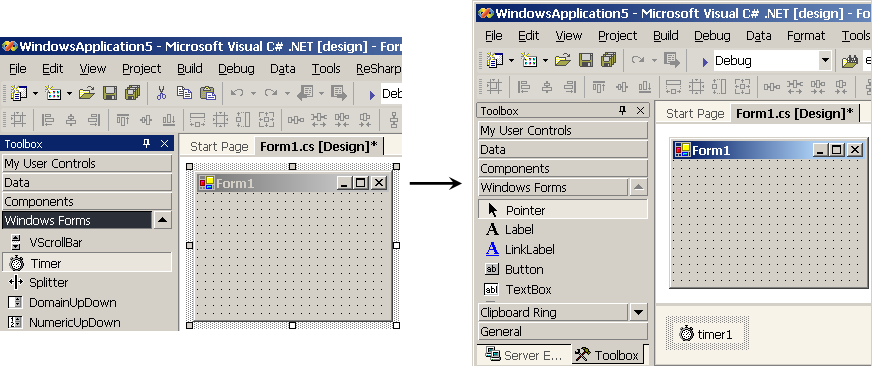 WindowsApplication5 - Microsoft Visual C# .NET [design] - For
File Edit View Project Build Debug Data Tools ReSharp
Deb
Toolbox
My User Controls
Data
Components
Windows Forms
VScrollBar
Timer
Splitter
DomainUpDown
NumericUpDown
Start Page Form1.cs [Design]*
Form1
WindowsApplication5 - Microsoft Visual C# .NET [design] - Form
File Edit View Project Build Debug Data Format Tools
Debug
Toolbox
My User Controls
Data
Components
Windows Forms
Pointer
A Label
A LinkLabel
ab Button
abl TextBox
Clipboard Ring
General
Server E... Toolbox
Start Page Form1.cs [Design]*
Form1
timer1